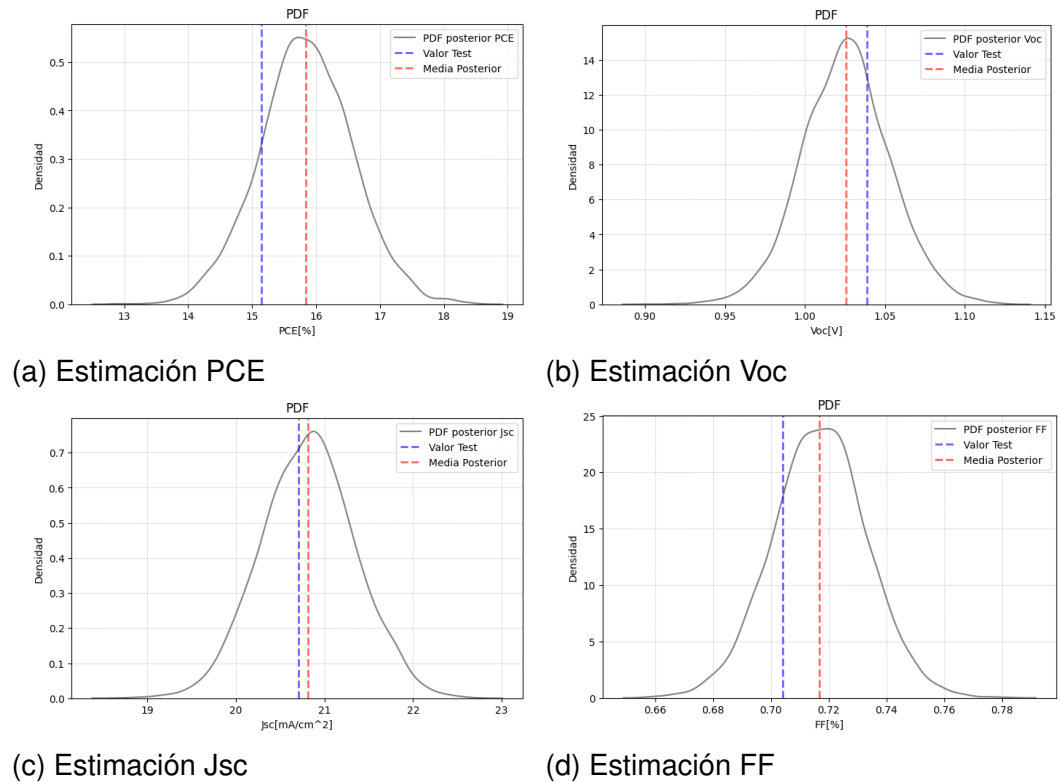 PDF
PDF posterior PCE
Valor Test
Media Posterior
Densidad
0.5
0.4
0.3
0.2
0.1
0.0
13 14 15 16 17 18 19
PCE[%]
(a) Estimación PCE
PDF
PDF posterior Voc
Valor Test
Media Posterior
Densidad
14
12
10
8
6
4
2
0
0.90 0.95 1.00 1.05 1.10 1.15
Voc[V]
(b) Estimación Voc
PDF
PDF posterior Jsc
Valor Test
Media Posterior
Densidad
0.7
0.6
0.5
0.4
0.3
0.2
0.1
0.0
19 20 21 22 23
Jsc[mA/cm^2]
(c) Estimación Jsc
PDF
PDF posterior FF
Valor Test
Media Posterior
Densidad
25
20
15
10
5
0
0.66 0.68 0.70 0.72 0.74 0.76 0.78
FF[%]
(d) Estimación FF